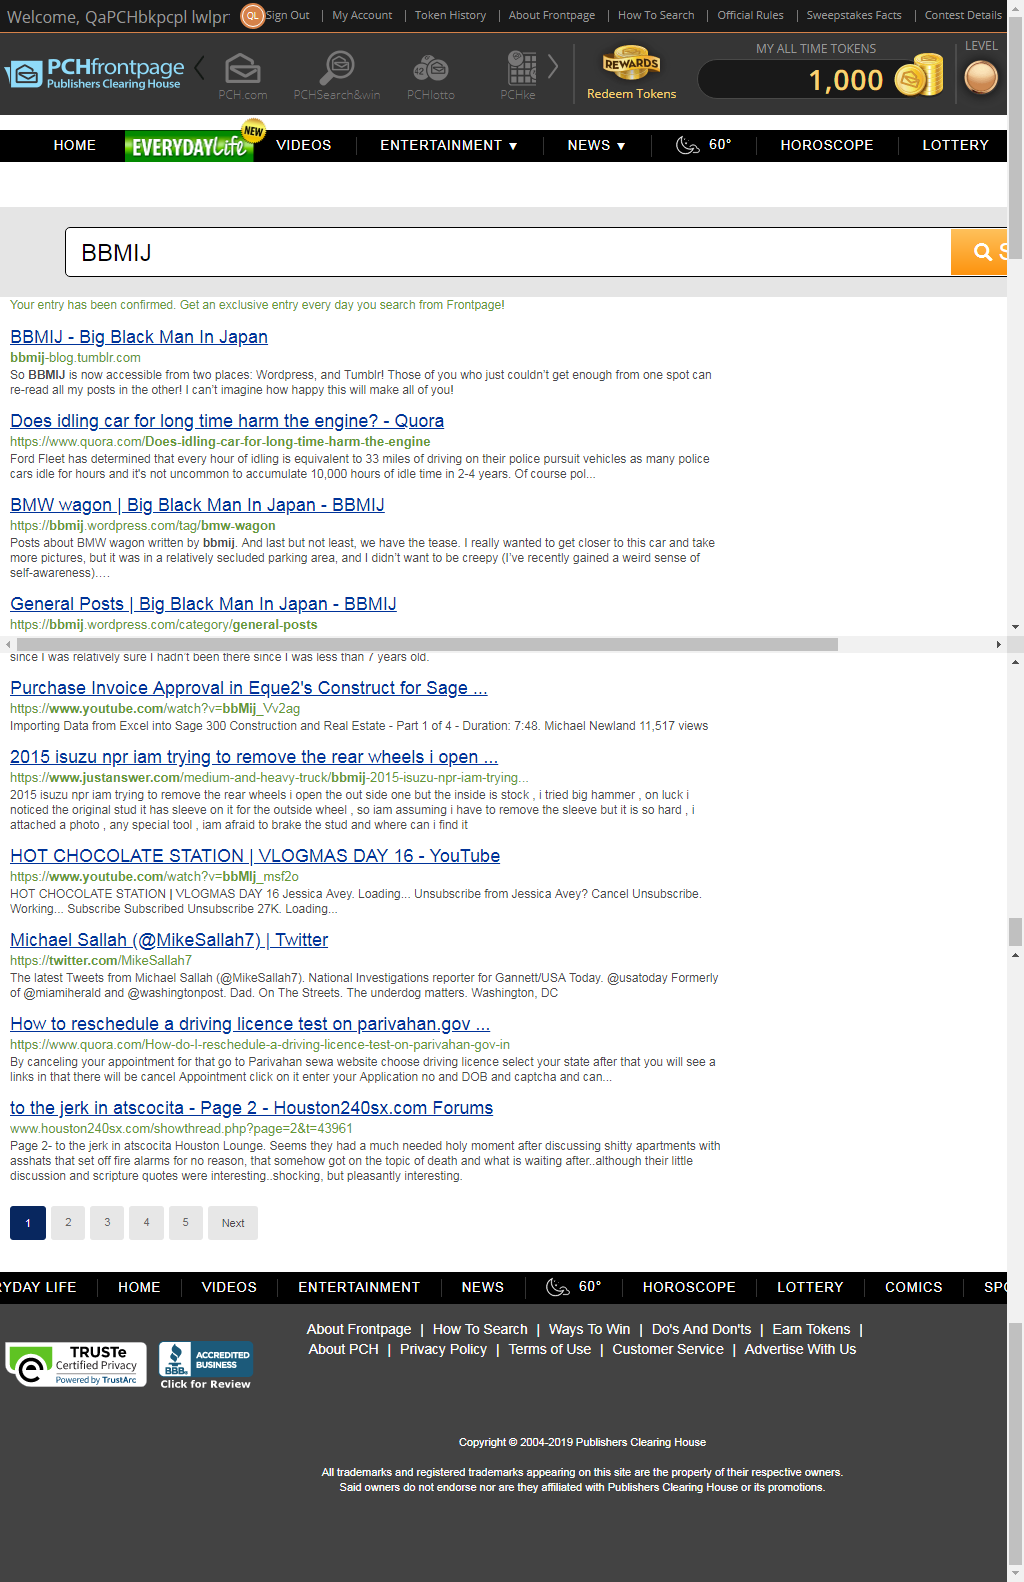 Welcome, QaPCHbkpcpl lwlpr QL Sign Out | My Account | Token History | About Frontpage | How To Search | Official Rules | Sweepstakes Facts | Contest Details
PCHfrontpage
Publishers Clearing House
PCH.com PCHSearch&win PCHlotto PCHke
REWARDS
Redeem Tokens
MY ALL TIME TOKENS
1,000
LEVEL
HOME EVERYDAY Life NEW VIDEOS ENTERTAINMENT ▼ NEWS ▼ 60° HOROSCOPE LOTTERY
BBMIJ
Your entry has been confirmed. Get an exclusive entry every day you search from Frontpage!
BBMIJ - Big Black Man In Japan
bbmij-blog.tumblr.com
So BBMIJ is now accessible from two places: Wordpress, and Tumblr! Those of you who just couldn't get enough from one spot can
re-read all my posts in the other! I can't imagine how happy this will make all of you!
Does idling car for long time harm the engine? - Quora
https://www.quora.com/Does-idling-car-for-long-time-harm-the-engine
Ford Fleet has determined that every hour of idling is equivalent to 33 miles of driving on their police pursuit vehicles as many police
cars idle for hours and it's not uncommon to accumulate 10,000 hours of idle time in 2-4 years. Of course pol...
BMW wagon | Big Black Man In Japan - BBMIJ
https://bbmij.wordpress.com/tag/bmw-wagon
Posts about BMW wagon written by bbmij. And last but not least, we have the tease. I really wanted to get closer to this car and take
more pictures, but it was in a relatively secluded parking area, and I didn't want to be creepy (I've recently gained a weird sense of
self-awareness)....
General Posts | Big Black Man In Japan - BBMIJ
https://bbmij.wordpress.com/category/general-posts
since I was relatively sure I hadn't been there since I was less than 7 years old.
Purchase Invoice Approval in Eque2's Construct for Sage ...
https://www.youtube.com/watch?v=bbMij_Vv2ag
Importing Data from Excel into Sage 300 Construction and Real Estate - Part 1 of 4 - Duration: 7:48. Michael Newland 11,517 views
2015 isuzu npr iam trying to remove the rear wheels i open ...
https://www.justanswer.com/medium-and-heavy-truck/bbmij-2015-isuzu-npr-iam-trying...
2015 isuzu npr iam trying to remove the rear wheels i open the out side one but the inside is stock , i tried big hammer , on luck i
noticed the original stud it has sleeve on it for the outside wheel , so iam assuming i have to remove the sleeve but it is so hard , i
attached a photo , any special tool , iam afraid to brake the stud and where can i find it
HOT CHOCOLATE STATION | VLOGMAS DAY 16 - YouTube
https://www.youtube.com/watch?v=bbMIj_msf2o
HOT CHOCOLATE STATION | VLOGMAS DAY 16 Jessica Avey. Loading... Unsubscribe from Jessica Avey? Cancel Unsubscribe.
Working... Subscribe Subscribed Unsubscribe 27K. Loading...
Michael Sallah (@MikeSallah7) | Twitter
https://twitter.com/MikeSallah7
The latest Tweets from Michael Sallah (@MikeSallah7). National Investigations reporter for Gannett/USA Today. @usatoday Formerly
of @miamiherald and @washingtonpost. Dad. On The Streets. The underdog matters. Washington, DC
How to reschedule a driving licence test on parivahan.gov ...
https://www.quora.com/How-do-I-reschedule-a-driving-licence-test-on-parivahan-gov-in
By canceling your appointment for that go to Parivahan sewa website choose driving licence select your state after that you will see a
links in that there will be cancel Appointment click on it enter your Application no and DOB and captcha and can...
to the jerk in atscocita - Page 2 - Houston240sx.com Forums
www.houston240sx.com/showthread.php?page=2&t=43961
Page 2- to the jerk in atscocita Houston Lounge. Seems they had a much needed holy moment after discussing shitty apartments with
asshats that set off fire alarms for no reason, that somehow got on the topic of death and what is waiting after..although their little
discussion and scripture quotes were interesting..shocking, but pleasantly interesting.
1 2 3 4 5 Next
RYDAY LIFE HOME VIDEOS ENTERTAINMENT NEWS 60° HOROSCOPE LOTTERY COMICS SPO
About Frontpage | How To Search | Ways To Win | Do's And Don'ts | Earn Tokens |
About PCH | Privacy Policy | Terms of Use | Customer Service | Advertise With Us
TRUSTe
Certified Privacy
Powered by TrustArc
BBB.
ACCREDITED
BUSINESS
Click for Review
Copyright © 2004-2019 Publishers Clearing House
All trademarks and registered trademarks appearing on this site are the property of their respective owners.
Said owners do not endorse nor are they affiliated with Publishers Clearing House or its promotions.